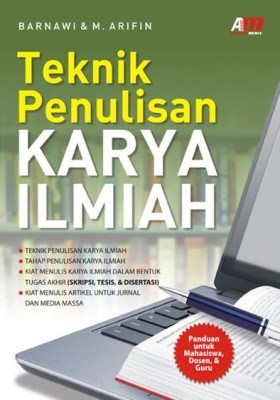 BARNAWI & M. ARIFIN
AM
MEDIA
Teknik
Penulisan
KARYA
ILMIAH
TEKNIK PENULISAN KARYA ILMIAH
TAHAP PENULISAN KARYA ILMIAH
KIAT MENULIS KARYA ILMIAH DALAM BENTUK
TUGAS AKHIR (SKRIPSI, TESIS, & DISERTASI)
KIAT MENULIS ARTIKEL UNTUK JURNAL
DAN MEDIA MASSA
Panduan
untuk
Mahasiswa,
Dosen, &
Guru